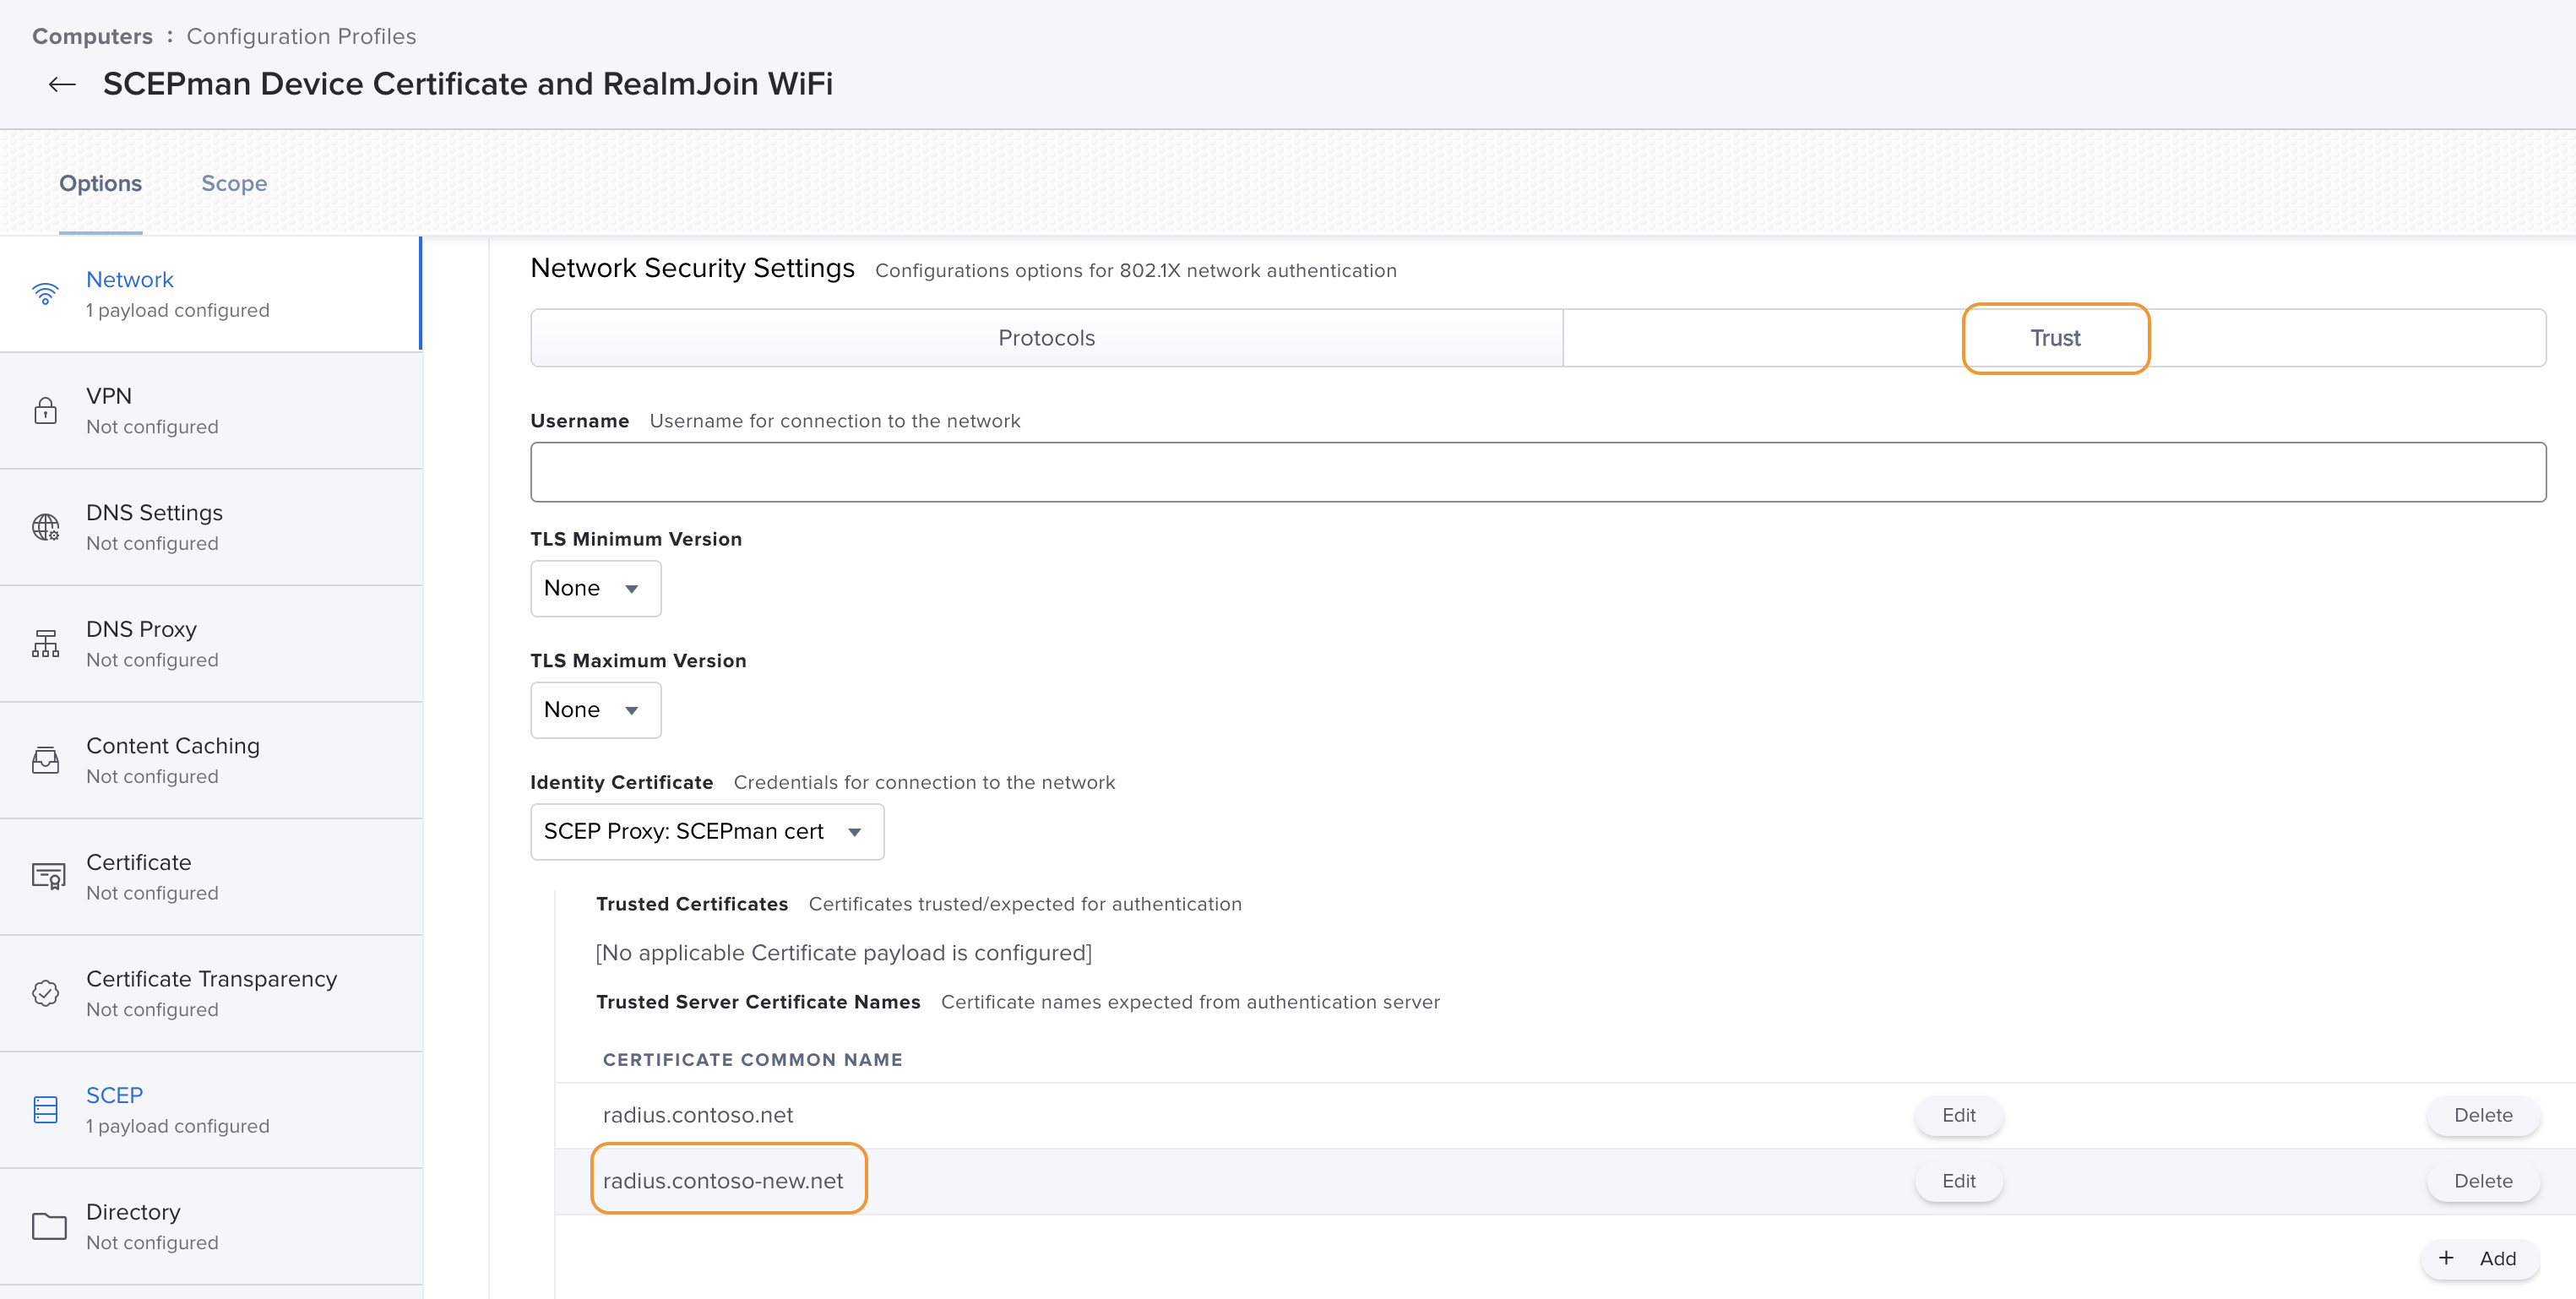 Computers : Configuration Profiles
← SCEPman Device Certificate and RealmJoin WiFi
Options Scope
Network
1 payload configured
VPN
Not configured
DNS Settings
Not configured
DNS Proxy
Not configured
Content Caching
Not configured
Certificate
Not configured
Certificate Transparency
Not configured
SCEP
1 payload configured
Directory
Not configured
Network Security Settings Configurations options for 802.1X network authentication
Protocols Trust
Username Username for connection to the network
TLS Minimum Version
None
TLS Maximum Version
None
Identity Certificate Credentials for connection to the network
SCEP Proxy: SCEPman cert
Trusted Certificates Certificates trusted/expected for authentication
[No applicable Certificate payload is configured]
Trusted Server Certificate Names Certificate names expected from authentication server
CERTIFICATE COMMON NAME
radius.contoso.net Edit Delete
radius.contoso-new.net Edit Delete
+ Add